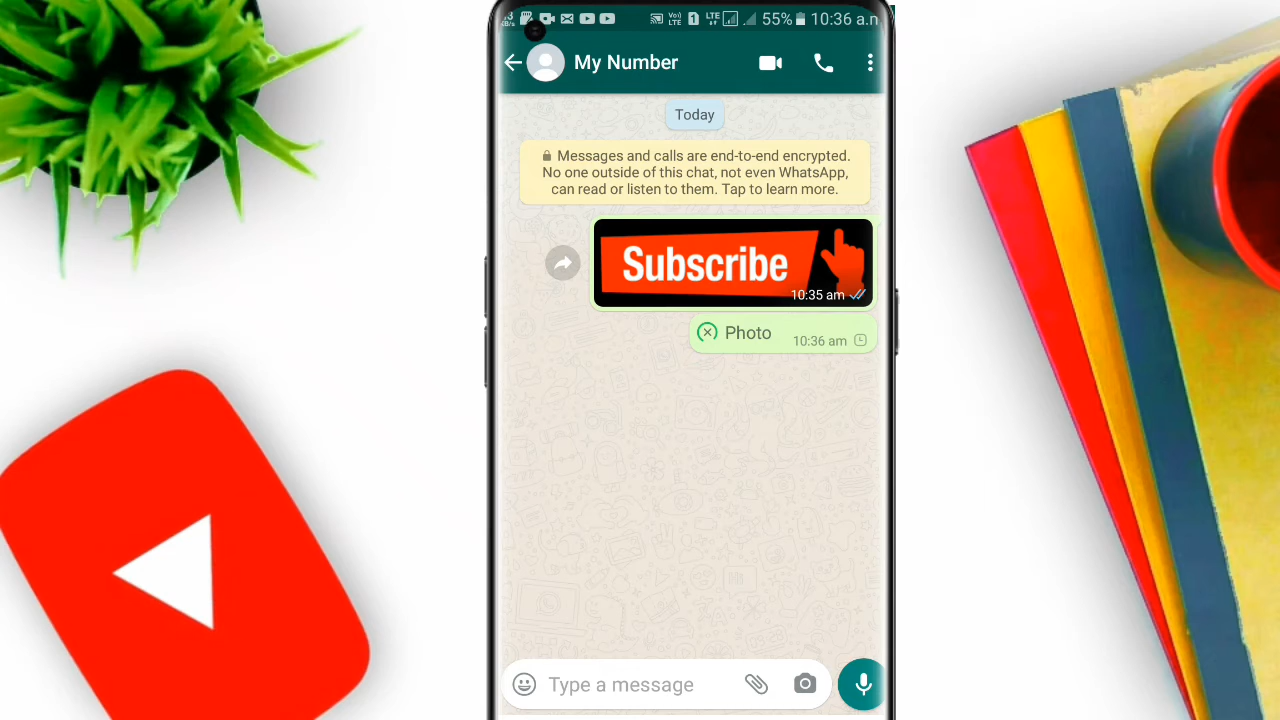 55% 10:36 a.n
My Number
Today
Messages and calls are end-to-end encrypted.
No one outside of this chat, not even WhatsApp,
can read or listen to them. Tap to learn more.
Subscribe
10:35 am
Photo
10:36 am
Type a message